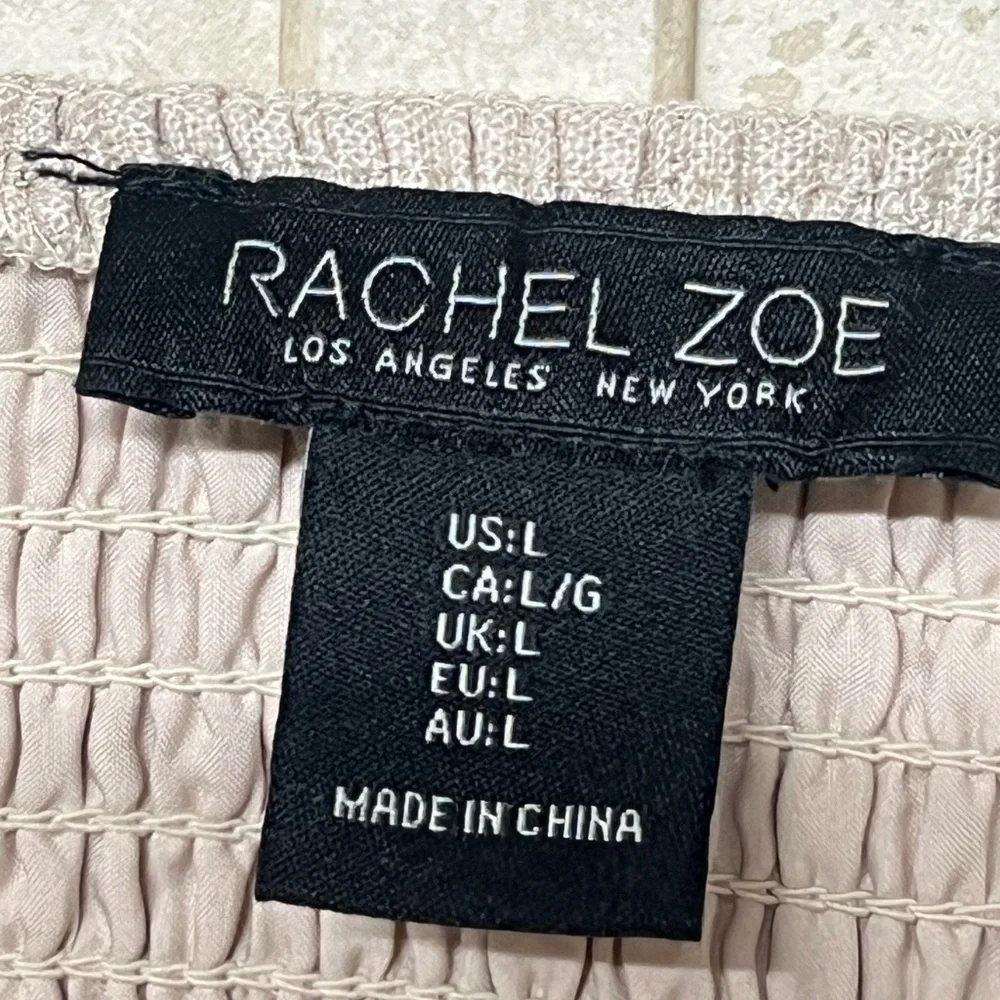 RACHEL ZOE
LOS ANGELES NEW YORK
US:L
CA:L/G
UK:L
EU:L
AU:L
MADE IN CHINA